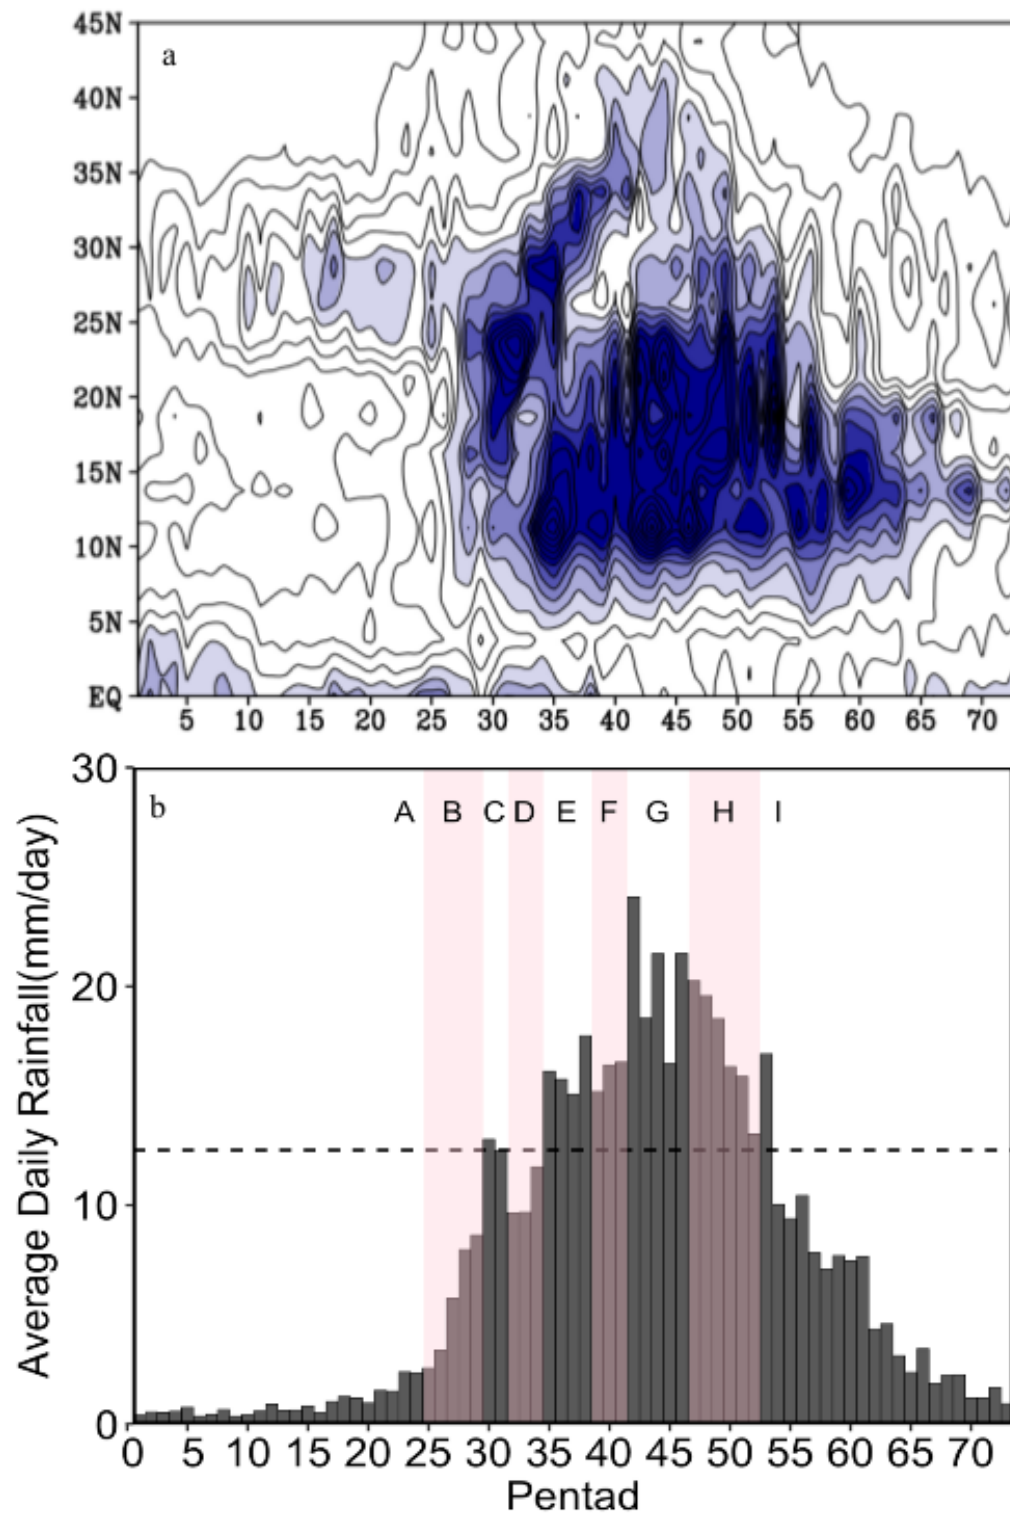 a
45N
40N
35N
30N
25N
20N
15N
10N
5N
EQ
5 10 15 20 25 30 35 40 45 50 55 60 65 70
b
A B C D E F G H I
30
20
10
0
Average Daily Rainfall(mm/day)
0 5 10 15 20 25 30 35 40 45 50 55 60 65 70
Pentad